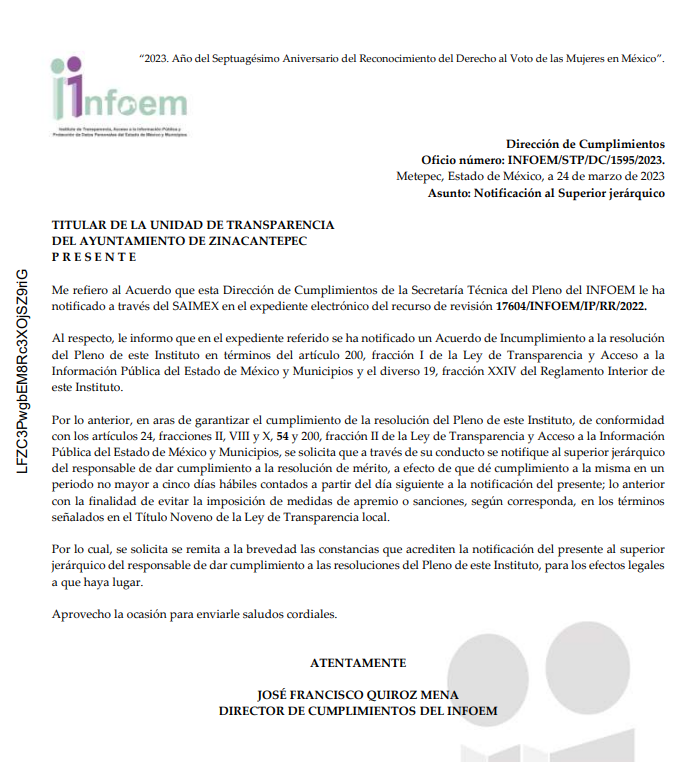 “2023. Año del Septuagésimo Aniversario del Reconocimiento del Derecho al Voto de las Mujeres en México”.
infoem
Instituto de Transparencia, Acceso a la Información Pública y
Protección de Datos Personales del Estado de México y Municipios
Dirección de Cumplimientos
Oficio número: INFOEM/STP/DC/1595/2023.
Metepec, Estado de México, a 24 de marzo de 2023
Asunto: Notificación al Superior jerárquico
TITULAR DE LA UNIDAD DE TRANSPARENCIA
DEL AYUNTAMIENTO DE ZINACANTEPEC
P R E S E N T E
Me refiero al Acuerdo que esta Dirección de Cumplimientos de la Secretaría Técnica del Pleno del INFOEM le ha
notificado a través del SAIMEX en el expediente electrónico del recurso de revisión 17604/INFOEM/IP/RR/2022.
Al respecto, le informo que en el expediente referido se ha notificado un Acuerdo de Incumplimiento a la resolución
del Pleno de este Instituto en términos del artículo 200, fracción I de la Ley de Transparencia y Acceso a la
Información Pública del Estado de México y Municipios y el diverso 19, fracción XXIV del Reglamento Interior de
este Instituto.
Por lo anterior, en aras de garantizar el cumplimiento de la resolución del Pleno de este Instituto, de conformidad
con los artículos 24, fracciones II, VIII y X, 54 y 200, fracción II de la Ley de Transparencia y Acceso a la Información
Pública del Estado de México y Municipios, se solicita que a través de su conducto se notifique al superior jerárquico
del responsable de dar cumplimiento a la resolución de mérito, a efecto de que dé cumplimiento a la misma en un
periodo no mayor a cinco días hábiles contados a partir del día siguiente a la notificación del presente; lo anterior
con la finalidad de evitar la imposición de medidas de apremio o sanciones, según corresponda, en los términos
señalados en el Título Noveno de la Ley de Transparencia local.
Por lo cual, se solicita se remita a la brevedad las constancias que acrediten la notificación del presente al superior
jerárquico del responsable de dar cumplimiento a las resoluciones del Pleno de este Instituto, para los efectos legales
a que haya lugar.
Aprovecho la ocasión para enviarle saludos cordiales.
ATENTAMENTE
JOSÉ FRANCISCO QUIROZ MENA
DIRECTOR DE CUMPLIMIENTOS DEL INFOEM
LFZC3PwgbEM8Rc3XOjSZ9riG